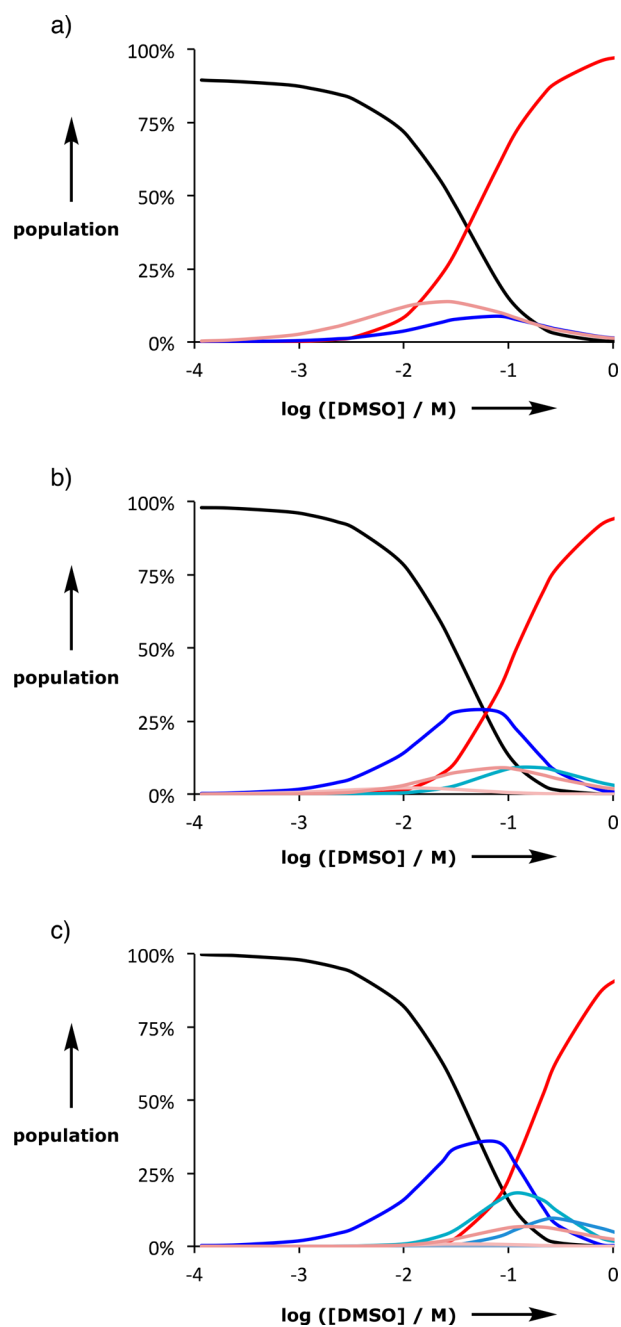 a)
100%
75%
50%
25%
0%
population
-4 -3 -2 -1 0
log ([DMSO] / M)
b)
100%
75%
50%
25%
0%
population
-4 -3 -2 -1 0
log ([DMSO] / M)
c)
100%
75%
50%
25%
0%
population
-4 -3 -2 -1 0
log ([DMSO] / M)